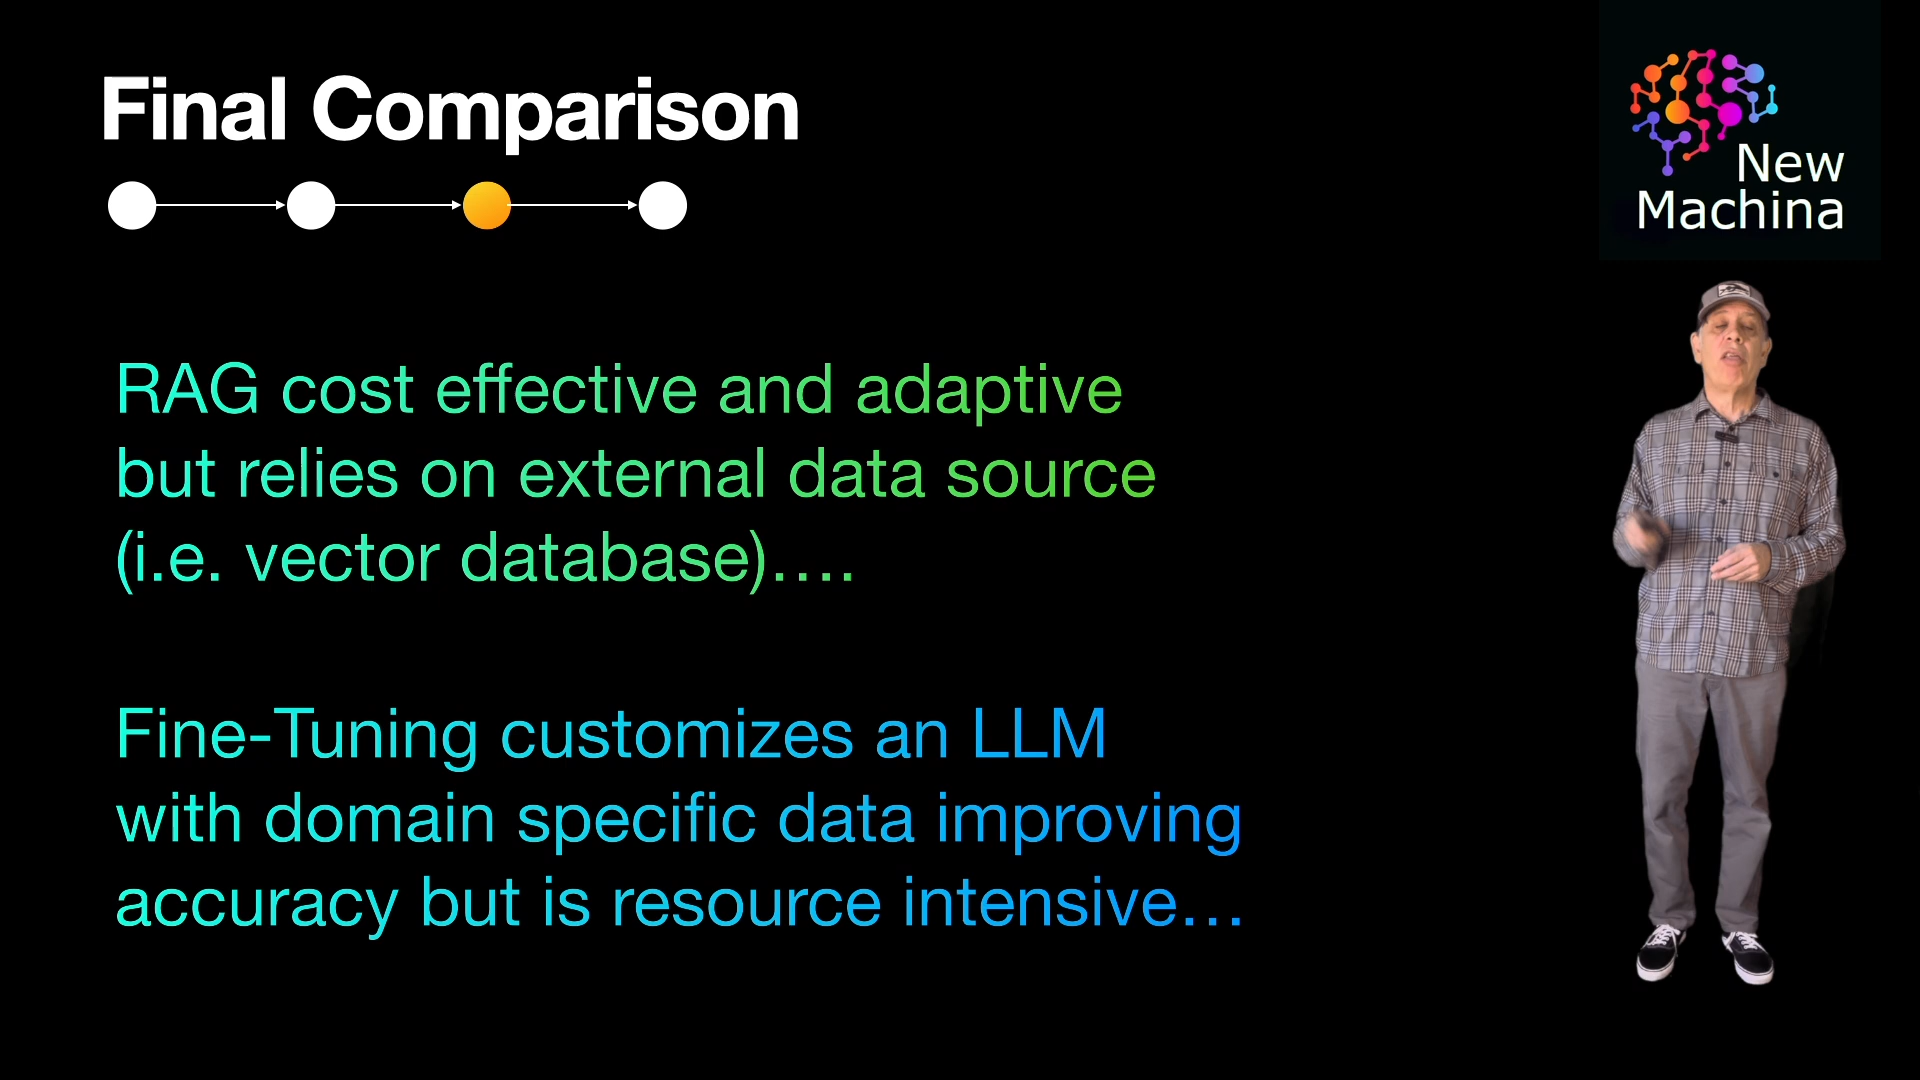 Final Comparison
New
Machina
RAG cost effective and adaptive
but relies on external data source
(i.e. vector database)....
Fine-Tuning customizes an LLM
with domain specific data improving
accuracy but is resource intensive...